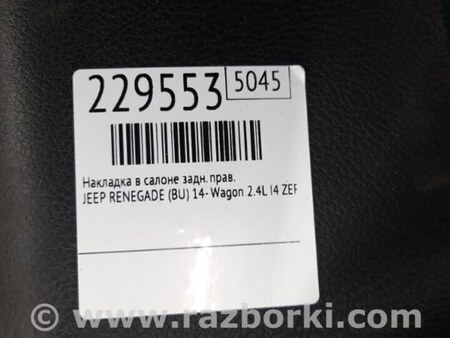 229553 5045
Накладка в салоне задн. прав.
JEEP RENEGADE (BU) 14- Wagon 2.4L I4 ZEF
© www.razborki.com